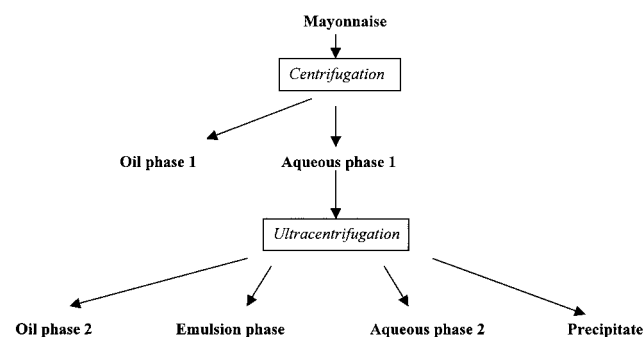 Mayonnaise
Centrifugation
Oil phase 1 Aqueous phase 1
Ultracentrifugation
Oil phase 2 Emulsion phase Aqueous phase 2 Precipitate